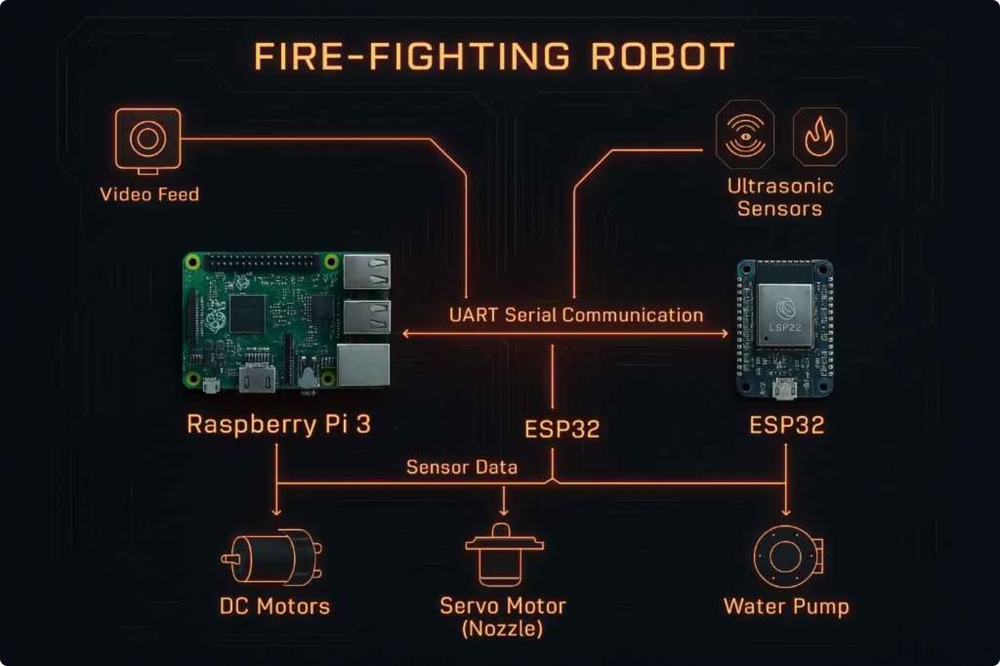 FIRE-FIGHTING ROBOT
Video Feed
Ultrasonic
Sensors
UART Serial Communication
LSP22
Raspberry Pi 3
ESP32
ESP32
Sensor Data
DC Motors
Servo Motor
(Nozzle)
Water Pump